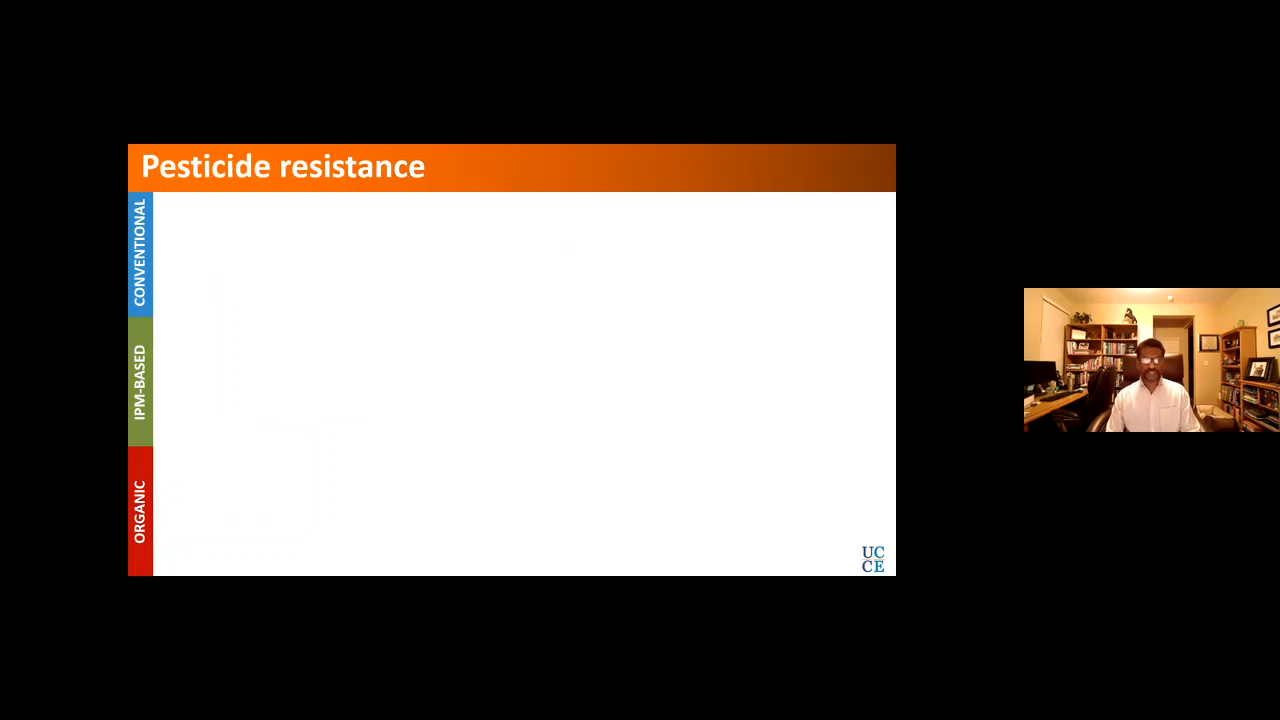 Pesticide resistance
CONVENTIONAL
IPM-BASED
ORGANIC
UC
CE